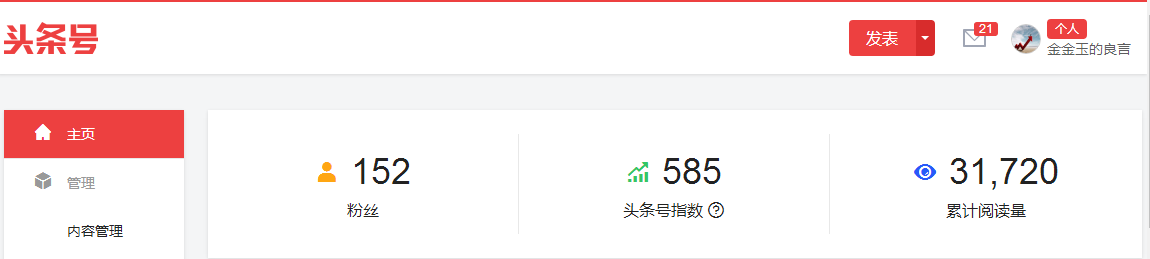 头条号
发表
21
个人
金金玉的良言
主页
管理
内容管理
152
粉丝
585
头条号指数
31,720
累计阅读量